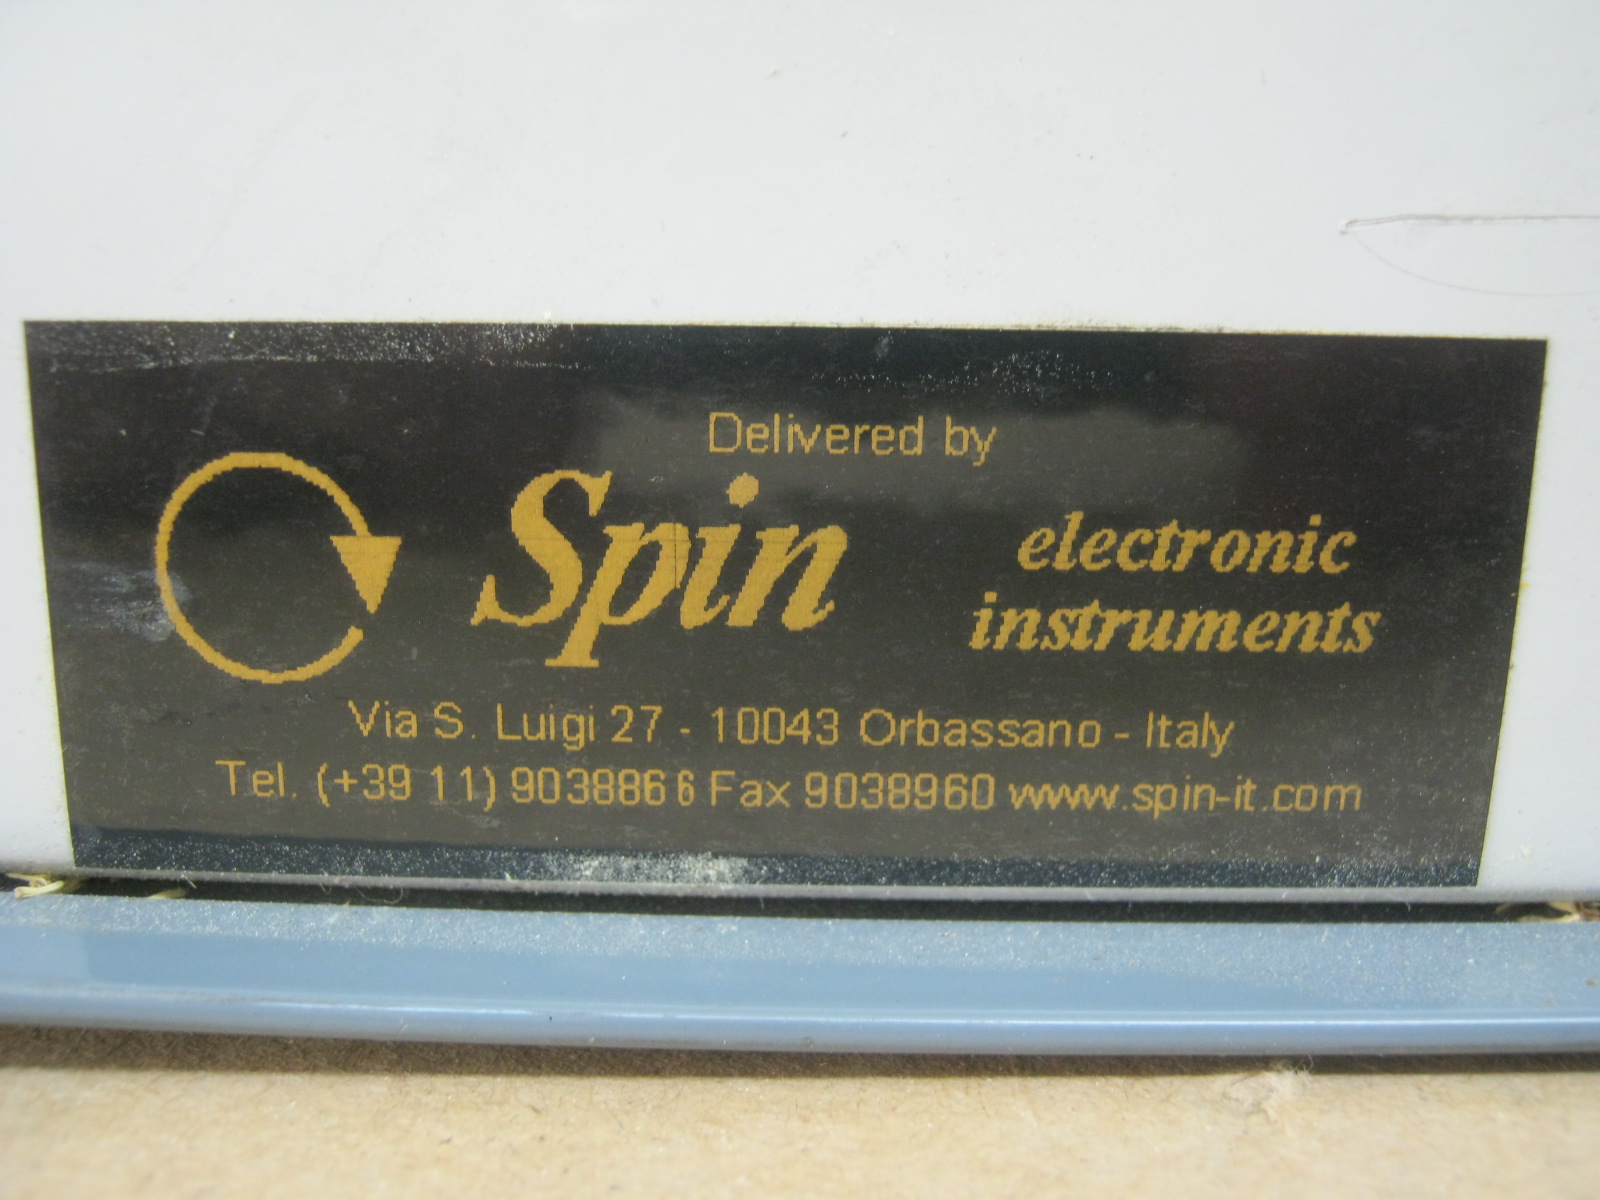 Delivered by
Spin electronic
instruments
Via S. Luigi 27 - 10043 Orbassano - Italy
Tel. (+39 11) 9038866 Fax 9038960 www.spin-it.com